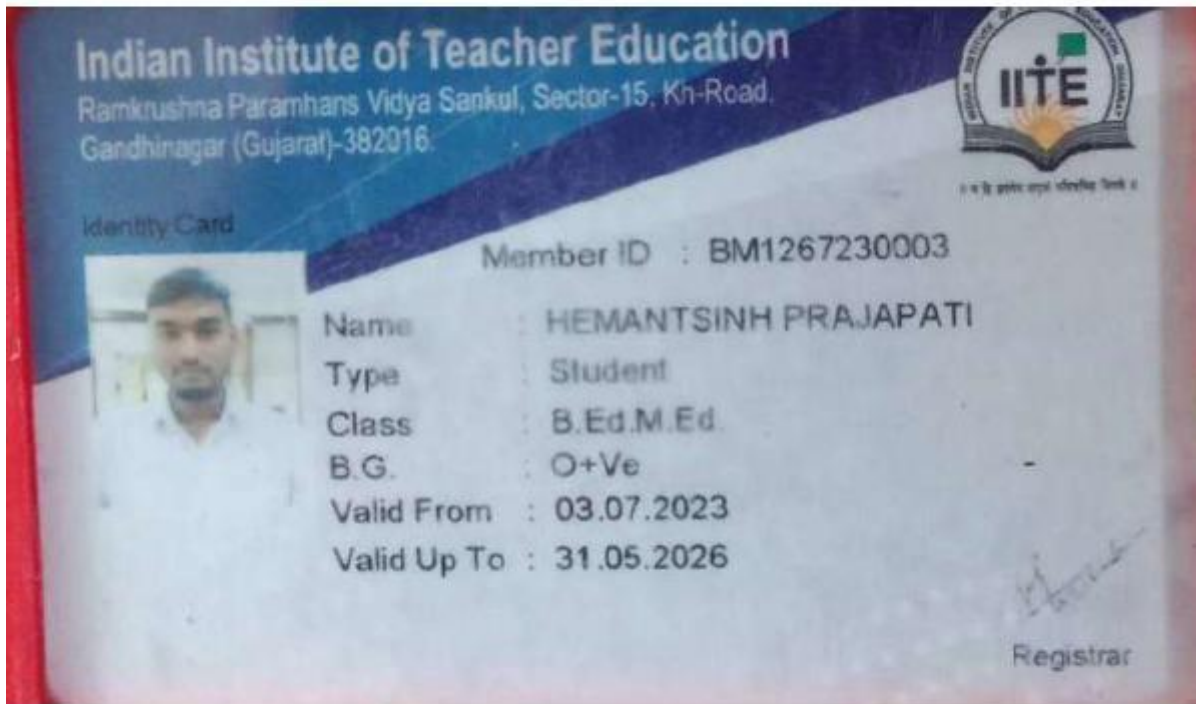 Indian Institute of Teacher Education
Ramkrushna Paramhans Vidya Sankul, Sector-15, Kh-Road,
Gandhinagar (Gujarat)-382016.
IITE
Identity Card
Member ID : BM1267230003
Name : HEMANTSINH PRAJAPATI
Type : Student
Class : B.Ed.M.Ed.
B.G. : O+Ve
Valid From : 03.07.2023
Valid Up To : 31.05.2026
Registrar